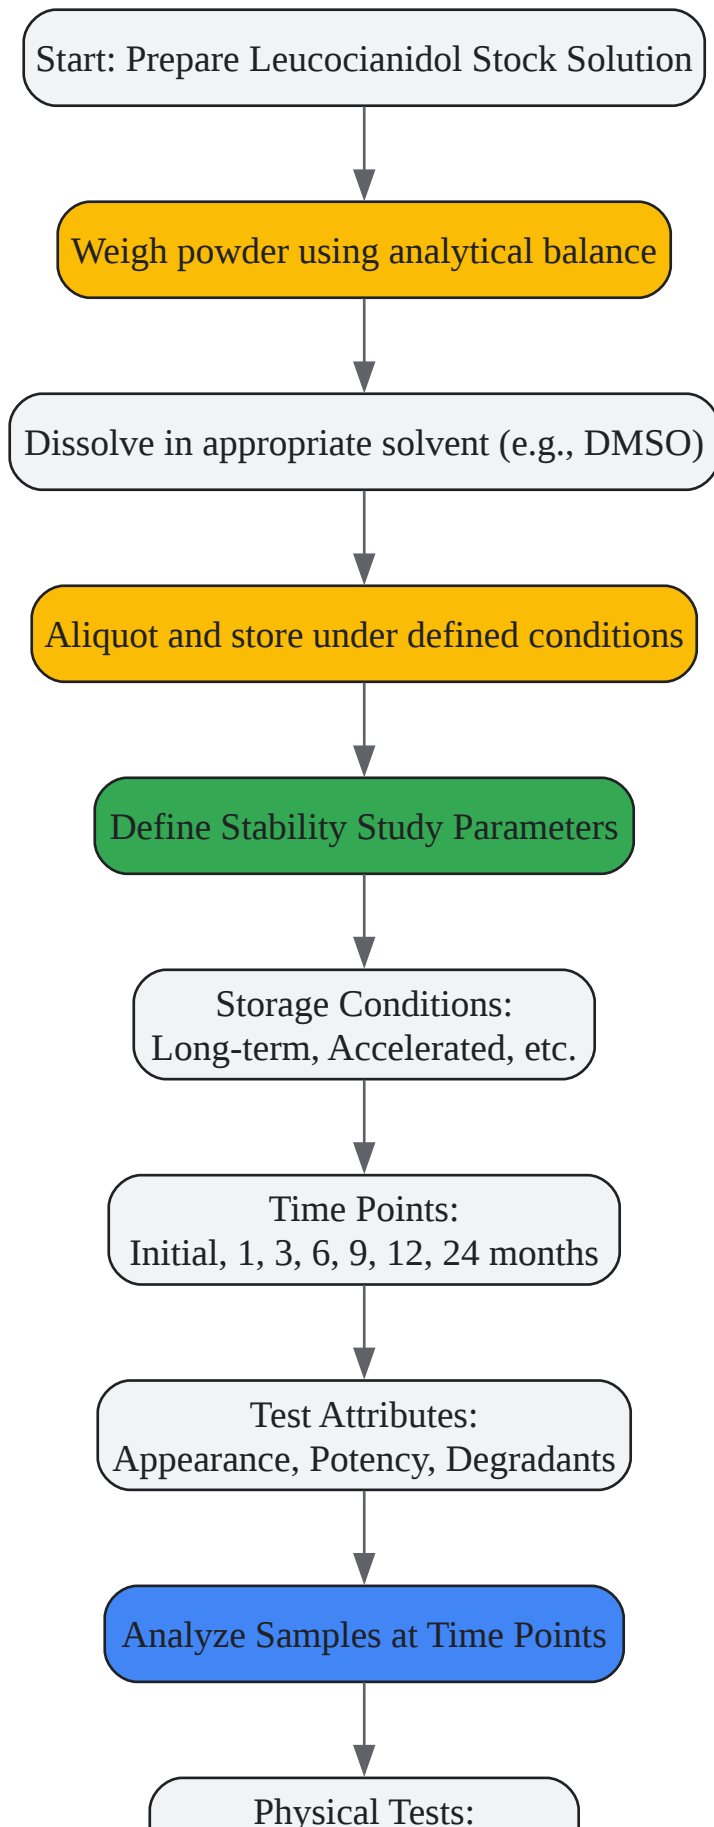 Start: Prepare Leucocianidol Stock Solution
Weigh powder using analytical balance
Dissolve in appropriate solvent (e.g., DMSO)
Aliquot and store under defined conditions
Define Stability Study Parameters
Storage Conditions:
Long-term, Accelerated, etc.
Time Points:
Initial, 1, 3, 6, 9, 12, 24 months
Test Attributes:
Appearance, Potency, Degradants
Analyze Samples at Time Points
Physical Tests: